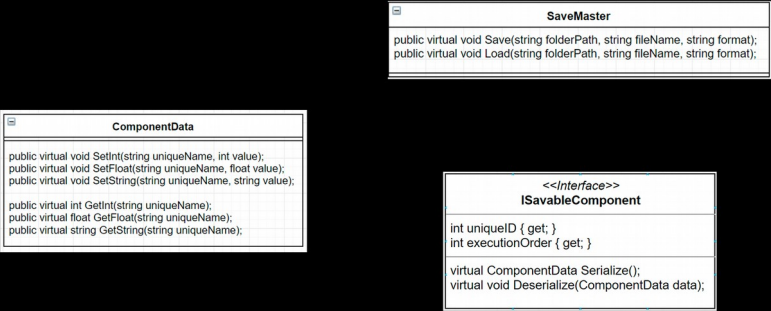 SaveMaster
public virtual void Save(string folderPath, string fileName, string format);
public virtual void Load(string folderPath, string fileName, string format);
ComponentData
public virtual void SetInt(string uniqueName, int value);
public virtual void SetFloat(string uniqueName, float value);
public virtual void SetString(string uniqueName, string value);
public virtual int GetInt(string uniqueName);
public virtual float GetFloat(string uniqueName);
public virtual string GetString(string uniqueName);
<<Interface>>
ISavableComponent
int uniqueID { get; }
int executionOrder { get; }
virtual ComponentData Serialize();
virtual void Deserialize(ComponentData data);